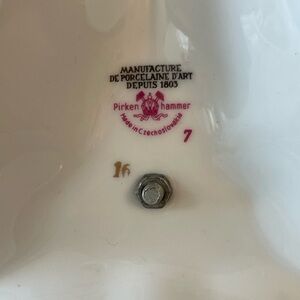 MANUFACTURE
DE PORCELAINE D'ART
DEPUIS 1803
Pirken hammer
Made in Czechoslovakia
7
16